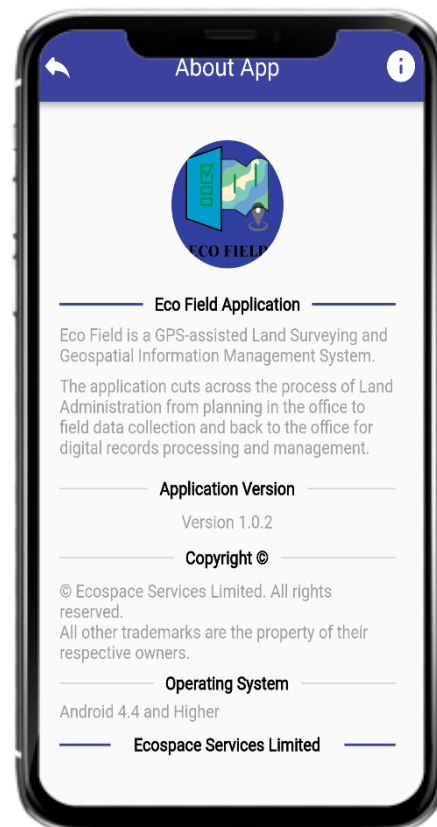 About App
ECO FIELD
Eco Field Application
Eco Field is a GPS-assisted Land Surveying and
Geospatial Information Management System.
The application cuts across the process of Land
Administration from planning in the office to
field data collection and back to the office for
digital records processing and management.
Application Version
Version 1.0.2
Copyright ©
© Ecospace Services Limited. All rights
reserved.
All other trademarks are the property of their
respective owners.
Operating System
Android 4.4 and Higher
Ecospace Services Limited